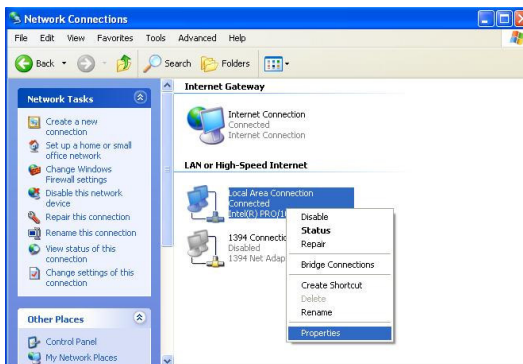 Network Connections
File Edit View Favorites Tools Advanced Help
Back Search Folders
Network Tasks
Create a new
connection
Set up a home or small
office network
Change Windows
Firewall settings
Disable this network
device
Repair this connection
Rename this connection
View status of this
connection
Change settings of this
connection
Other Places
Control Panel
My Network Places
Internet Gateway
Internet Connection
Connected
Internet Connection
LAN or High-Speed Internet
Local Area Connection
Connected
Intel(R) PRO/10
1394 Connectio
Disabled
1394 Net Adap
Disable
Status
Repair
Bridge Connections
Create Shortcut
Delete
Rename
Properties